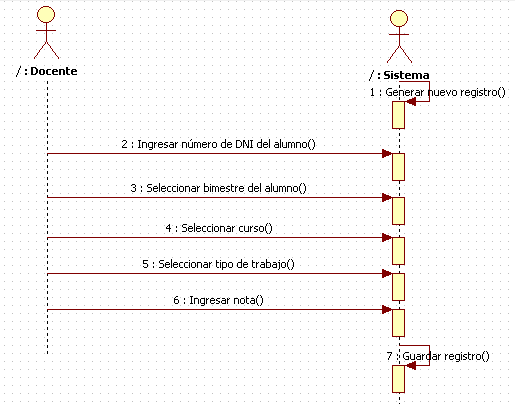 / : Docente
/ : Sistema
1 : Generar nuevo registro()
2 : Ingresar número de DNI del alumno()
3 : Seleccionar bimestre del alumno()
4 : Seleccionar curso()
5 : Seleccionar tipo de trabajo()
6 : Ingresar nota()
7 : Guardar registro()